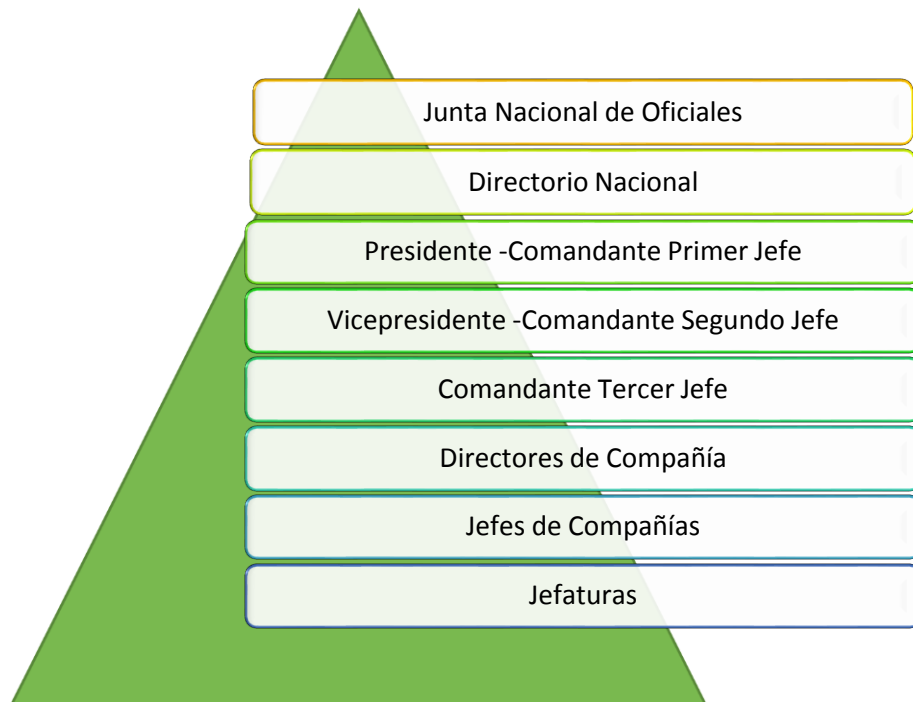 Junta Nacional de Oficiales
Directorio Nacional
Presidente -Comandante Primer Jefe
Vicepresidente -Comandante Segundo Jefe
Comandante Tercer Jefe
Directores de Compañía
Jefes de Compañías
Jefaturas